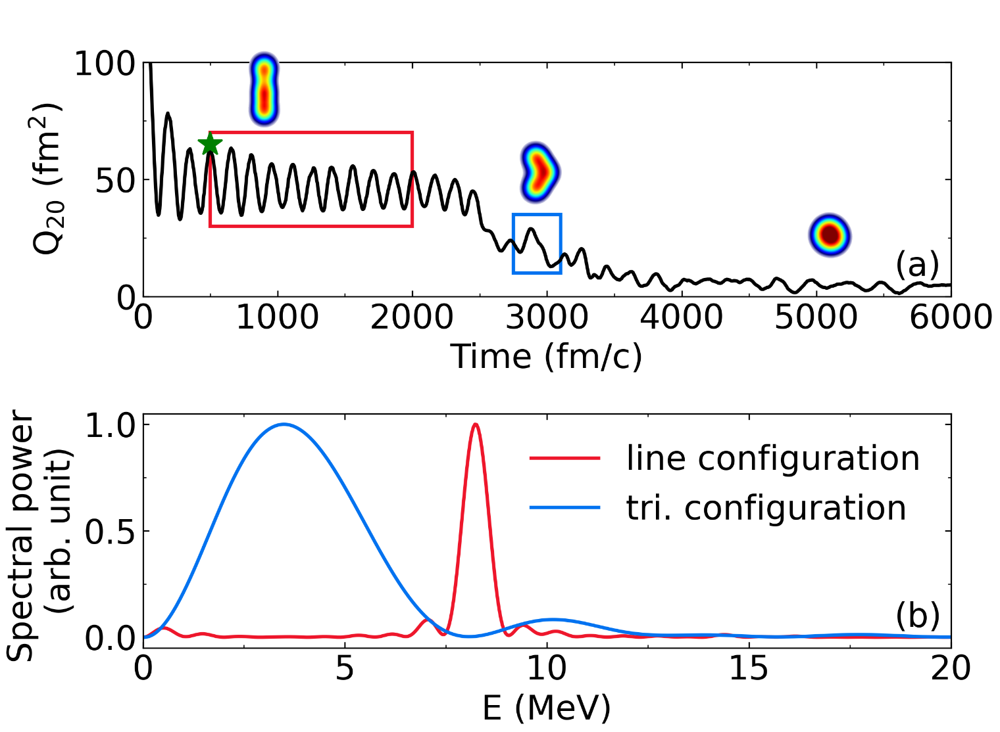 100
50
0
Q20 (fm2)
(a)
0 1000 2000 3000 4000 5000 6000
Time (fm/c)
1.0
0.5
0.0
Spectral power
(arb. unit)
line configuration
tri. configuration
(b)
0 5 10 15 20
E (MeV)